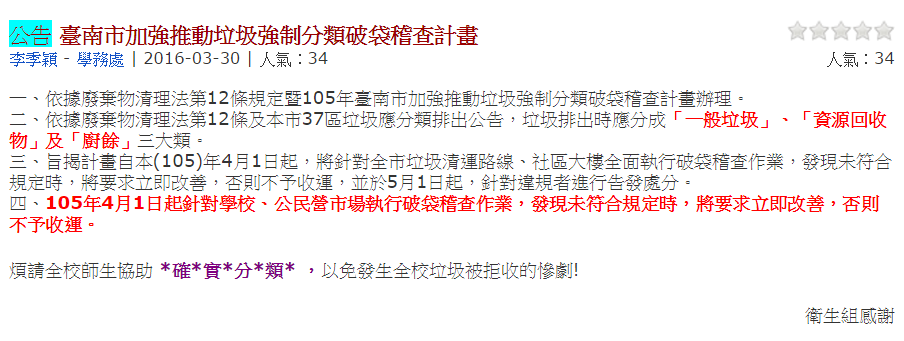 公告 臺南市加強推動垃圾強制分類破袋稽查計畫
李季穎 - 學務處 | 2016-03-30 | 人氣：34 人氣：34
一、依據廢棄物清理法第12條規定暨105年臺南市加強推動垃圾強制分類破袋稽查計畫辦理。
二、依據廢棄物清理法第12條及本市37區垃圾應分類排出公告，垃圾排出時應分成「一般垃圾」、「資源回收
物」及「廚餘」三大類。
三、旨揭計畫自本(105)年4月1日起，將針對全市垃圾清運路線、社區大樓全面執行破袋稽查作業，發現未符合
規定時，將要求立即改善，否則不予收運，並於5月1日起，針對違規者進行告發處分。
四、105年4月1日起針對學校、公民營市場執行破袋稽查作業，發現未符合規定時，將要求立即改善，否則
不予收運。
煩請全校師生協助 *確*實*分*類* ，以免發生全校垃圾被拒收的慘劇!
衛生組感謝